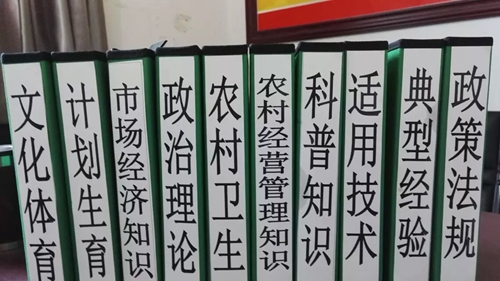 文化体育
计划生育
市场经济知识
政治理论
农村卫生
农村经营管理知识
科普知识
适用技术
典型经验
政策法规